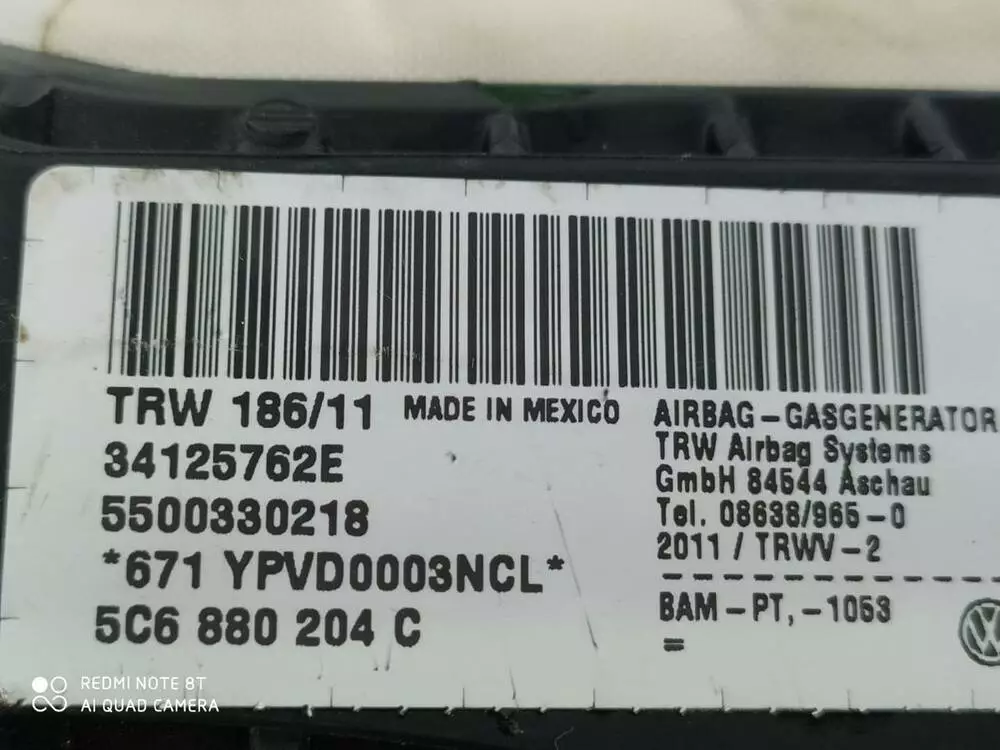 TRW 186/11 MADE IN MEXICO
34125762E
5500330218
*671 YPVD0003NCL*
5C6 880 204 C
AIRBAG-GASGENERATOR
TRW Airbag Systems
GmbH 84544 Aschau
Tel. 08638/965-0
2011 / TRWV-2
BAM-PT,-1053
=
REDMI NOTE 8T
AI QUAD CAMERA